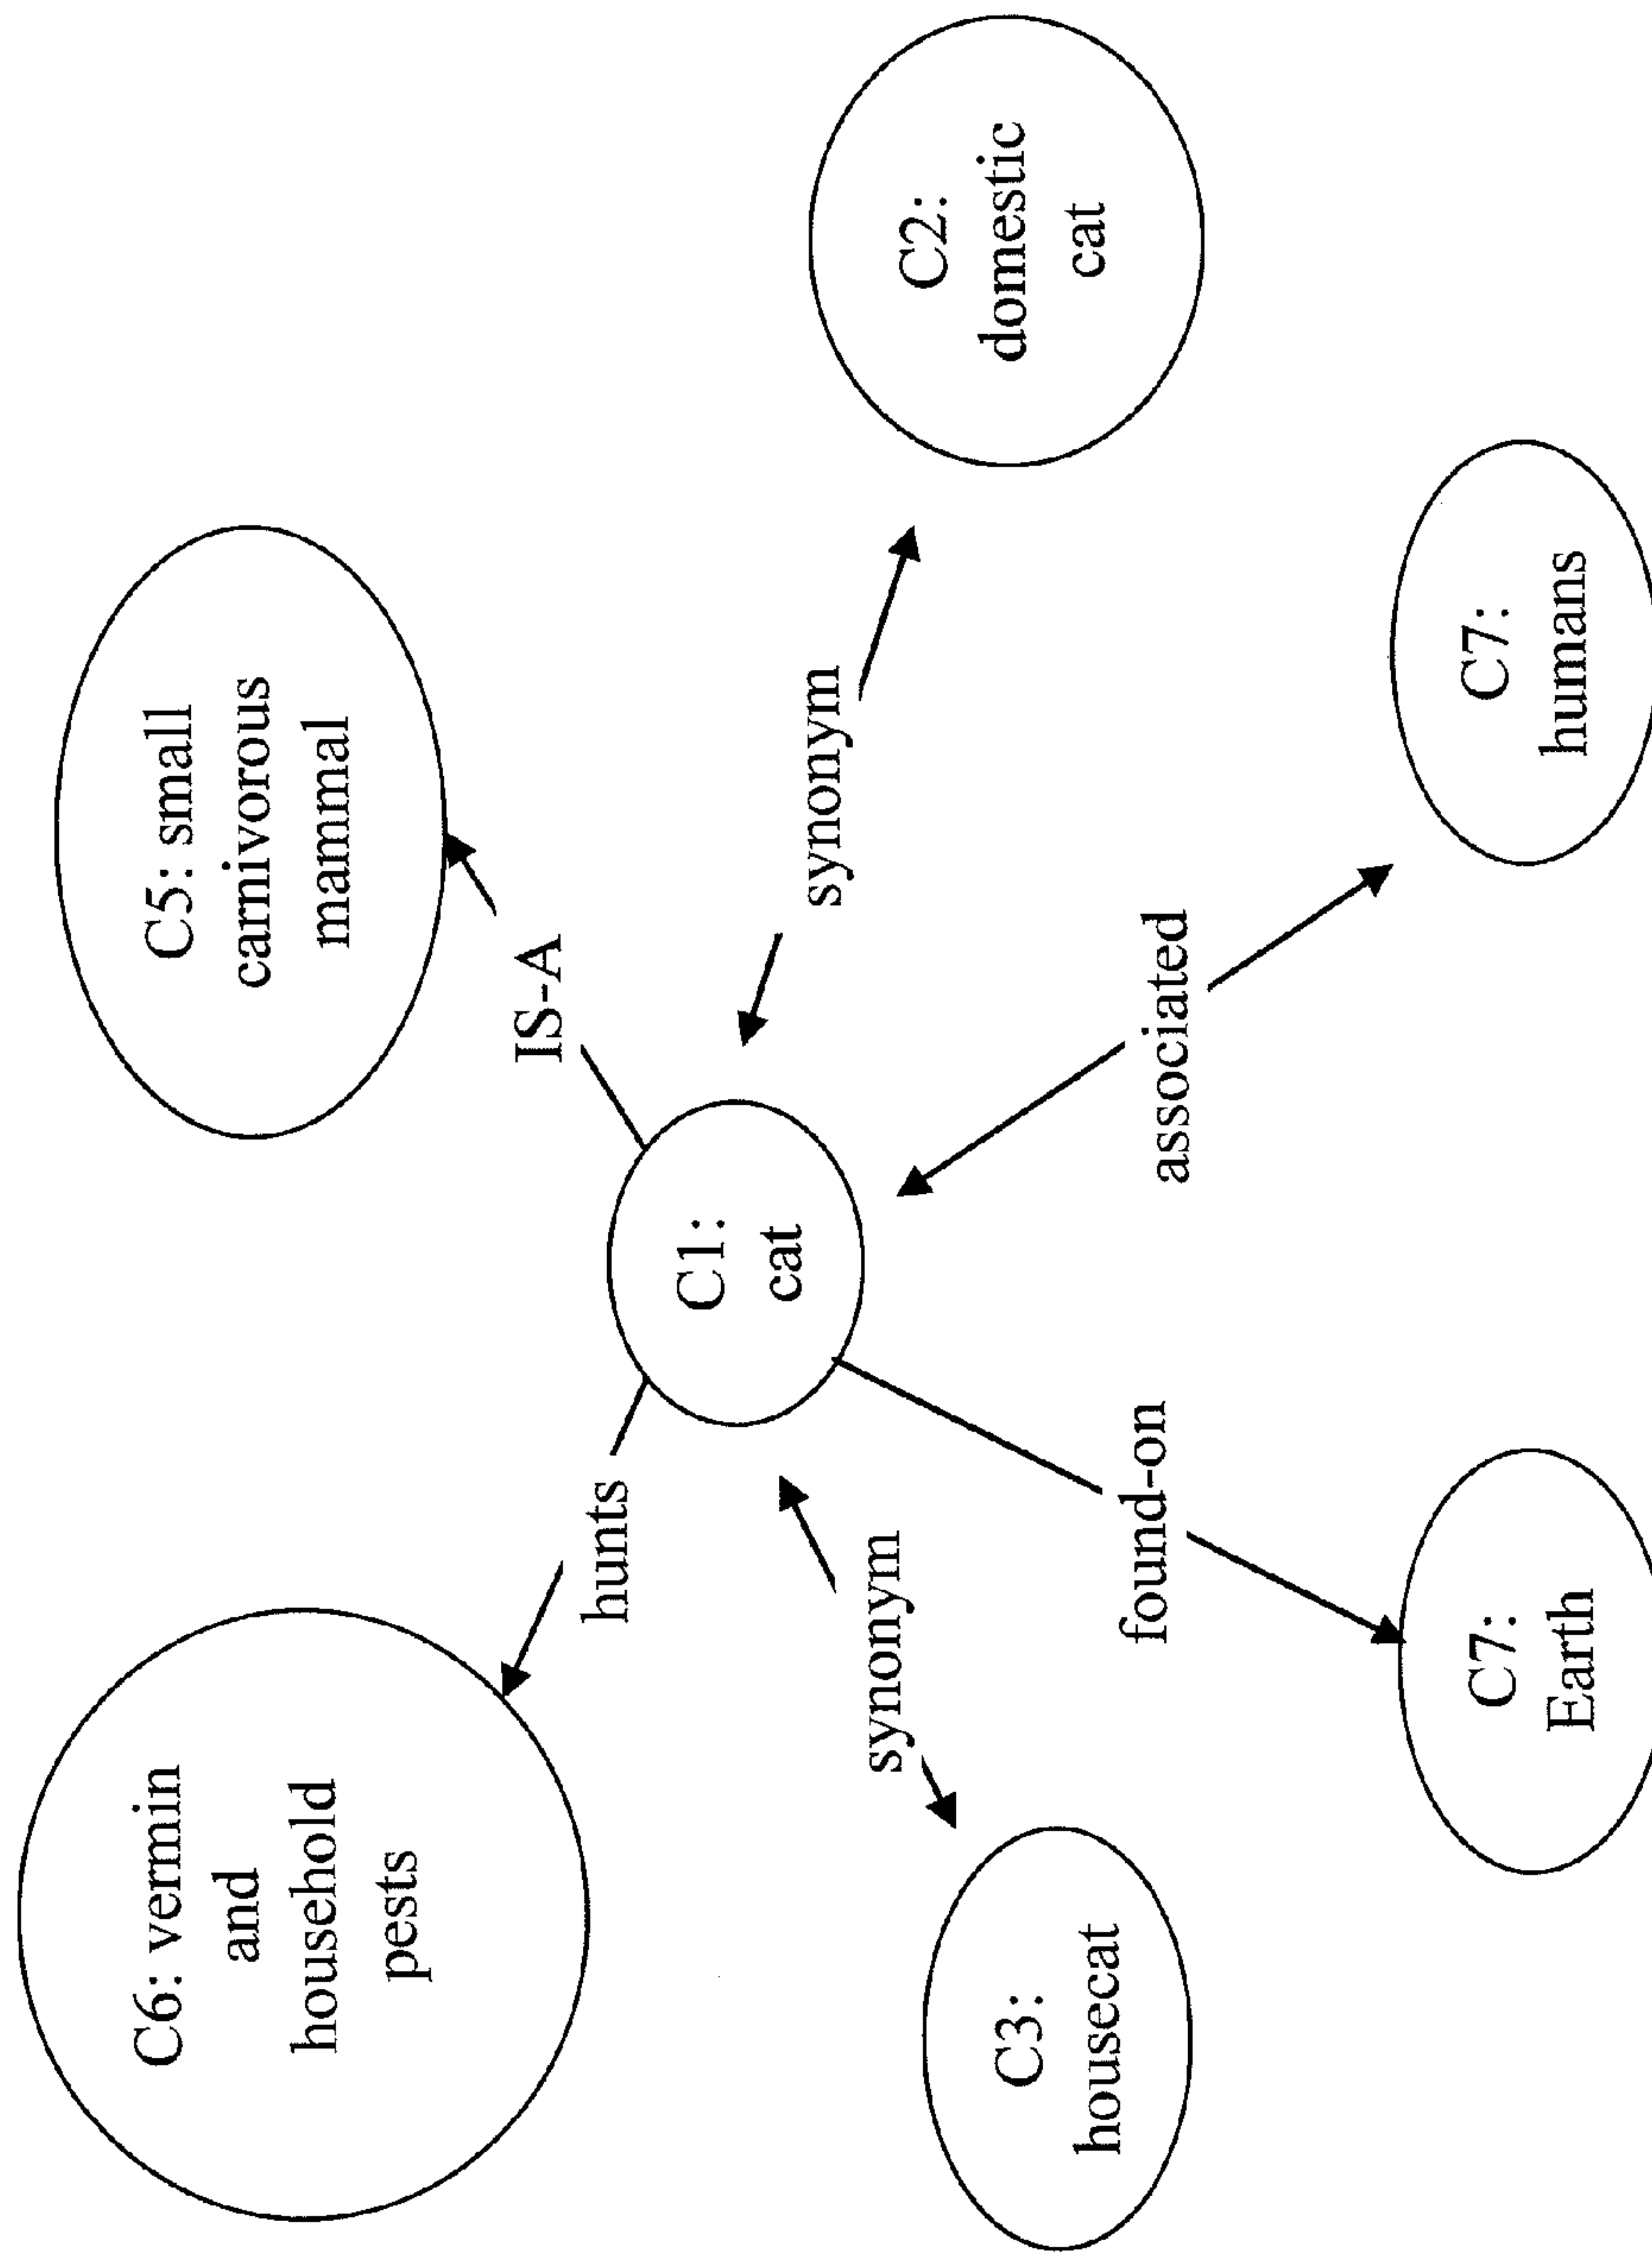 C6: vermin
and
household
pests
C5: small
carnivorous
mammal
hunts
IS-A
C1:
cat
synonym
synonym
C3:
housecat
C2:
domestic
cat
found-on
associated
C7:
Earth
C7:
humans